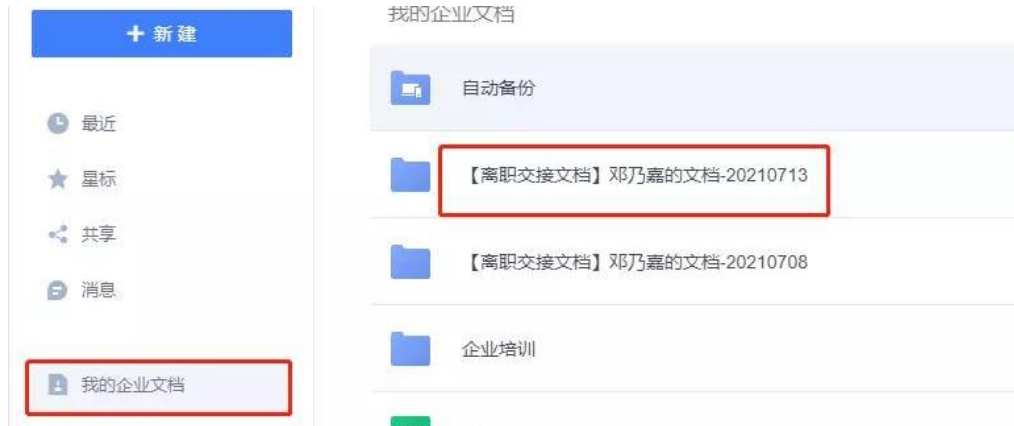 + 新建
最近
星标
共享
消息
我的企业文档
我的企业文档
自动备份
【离职交接文档】邓乃嘉的文档-20210713
【离职交接文档】邓乃嘉的文档-20210708
企业培训